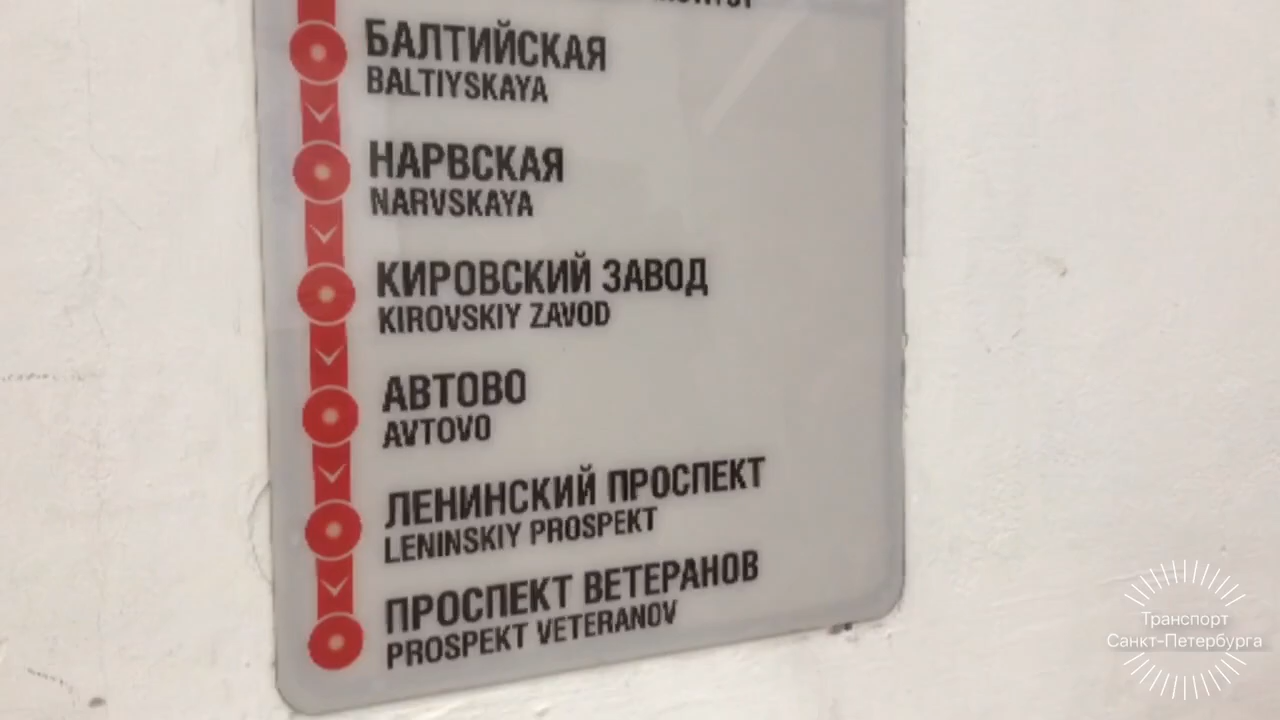 БАЛТИЙСКАЯ
BALTIYSKAYA
НАРВСКАЯ
NARVSKAYA
КИРОВСКИЙ ЗАВОД
KIROVSKIY ZAVOD
АВТОВО
AVTOVO
ЛЕНИНСКИЙ ПРОСПЕКТ
LENINSKIY PROSPEKT
ПРОСПЕКТ ВЕТЕРАНОВ
PROSPEKT VETERANOV
Транспорт
Санкт-Петербурга